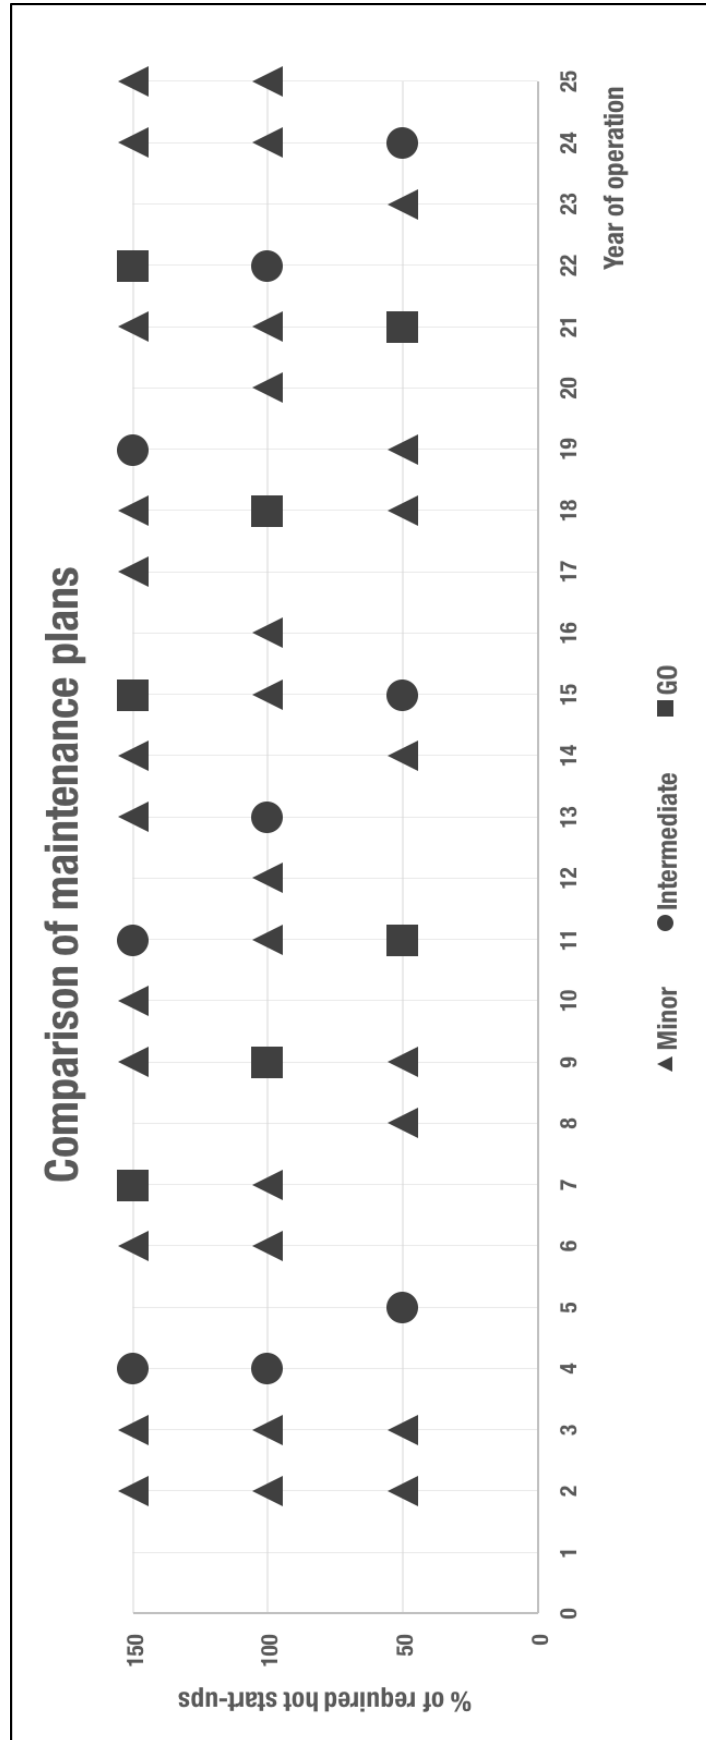 Comparison of maintenance plans
% of required hot start-ups
150
100
50
0
0 1 2 3 4 5 6 7 8 9 10 11 12 13 14 15 16 17 18 19 20 21 22 23 24 25
Year of operation
Minor Intermediate GO